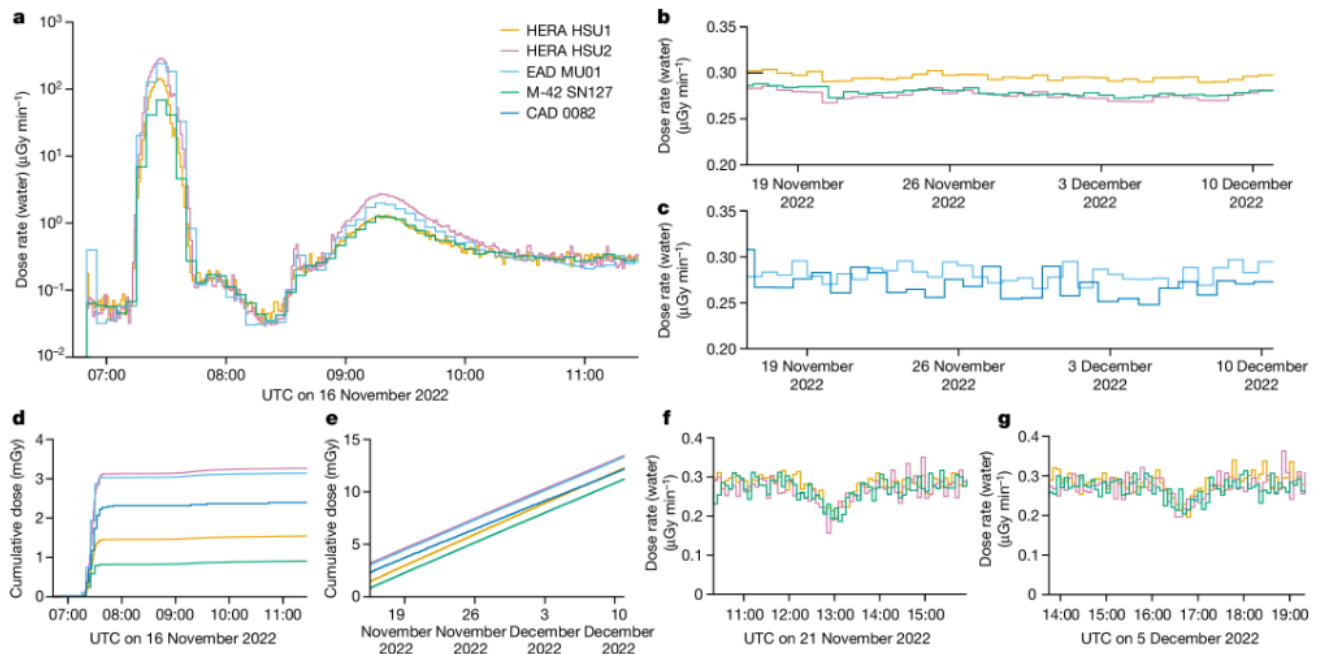 a
Dose rate (water) (μGy min⁻¹)
10³
10²
10¹
10⁰
10⁻¹
10⁻²
HERA HSU1
HERA HSU2
EAD MU01
M-42 SN127
CAD 0082
07:00 08:00 09:00 10:00 11:00
UTC on 16 November 2022
b
Dose rate (water)
(μGy min⁻¹)
0.35
0.30
0.25
0.20
19 November 26 November 3 December 10 December
2022 2022 2022 2022
c
Dose rate (water)
(μGy min⁻¹)
0.35
0.30
0.25
0.20
19 November 26 November 3 December 10 December
2022 2022 2022 2022
d
Cumulative dose (mGy)
4
3
2
1
0
07:00 08:00 09:00 10:00 11:00
UTC on 16 November 2022
e
Cumulative dose (mGy)
15
10
5
0
19 26 3 10
November November December December
2022 2022 2022 2022
f
Dose rate (water)
(μGy min⁻¹)
0.4
0.3
0.2
0.1
0
11:00 12:00 13:00 14:00 15:00
UTC on 21 November 2022
g
Dose rate (water)
(μGy min⁻¹)
0.4
0.3
0.2
0.1
0
14:00 15:00 16:00 17:00 18:00 19:00
UTC on 5 December 2022